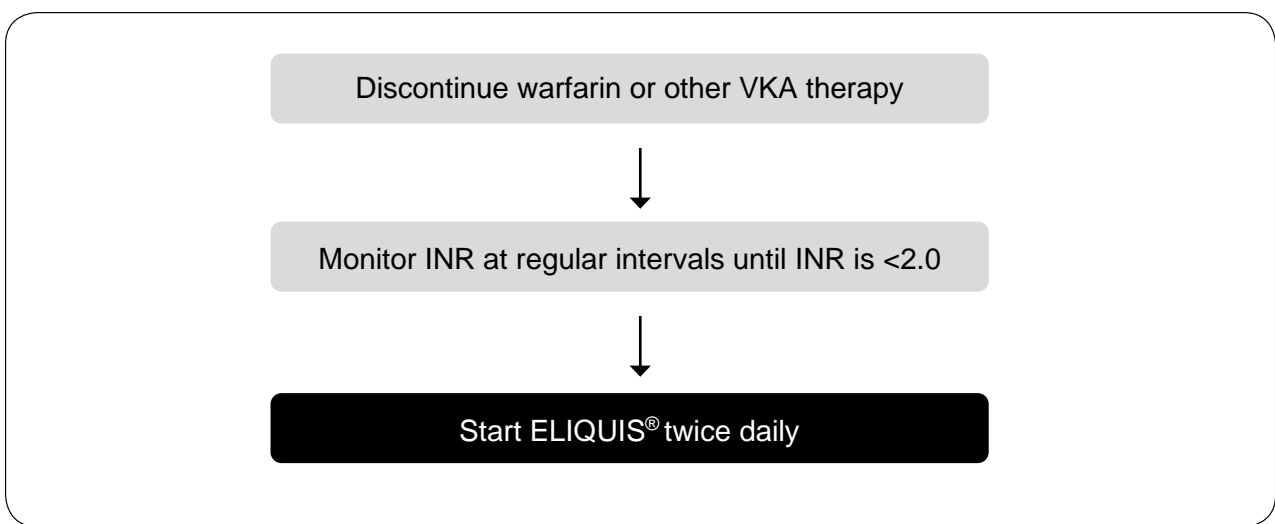 Discontinue warfarin or other VKA therapy
Monitor INR at regular intervals until INR is <2.0
Start ELIQUIS® twice daily